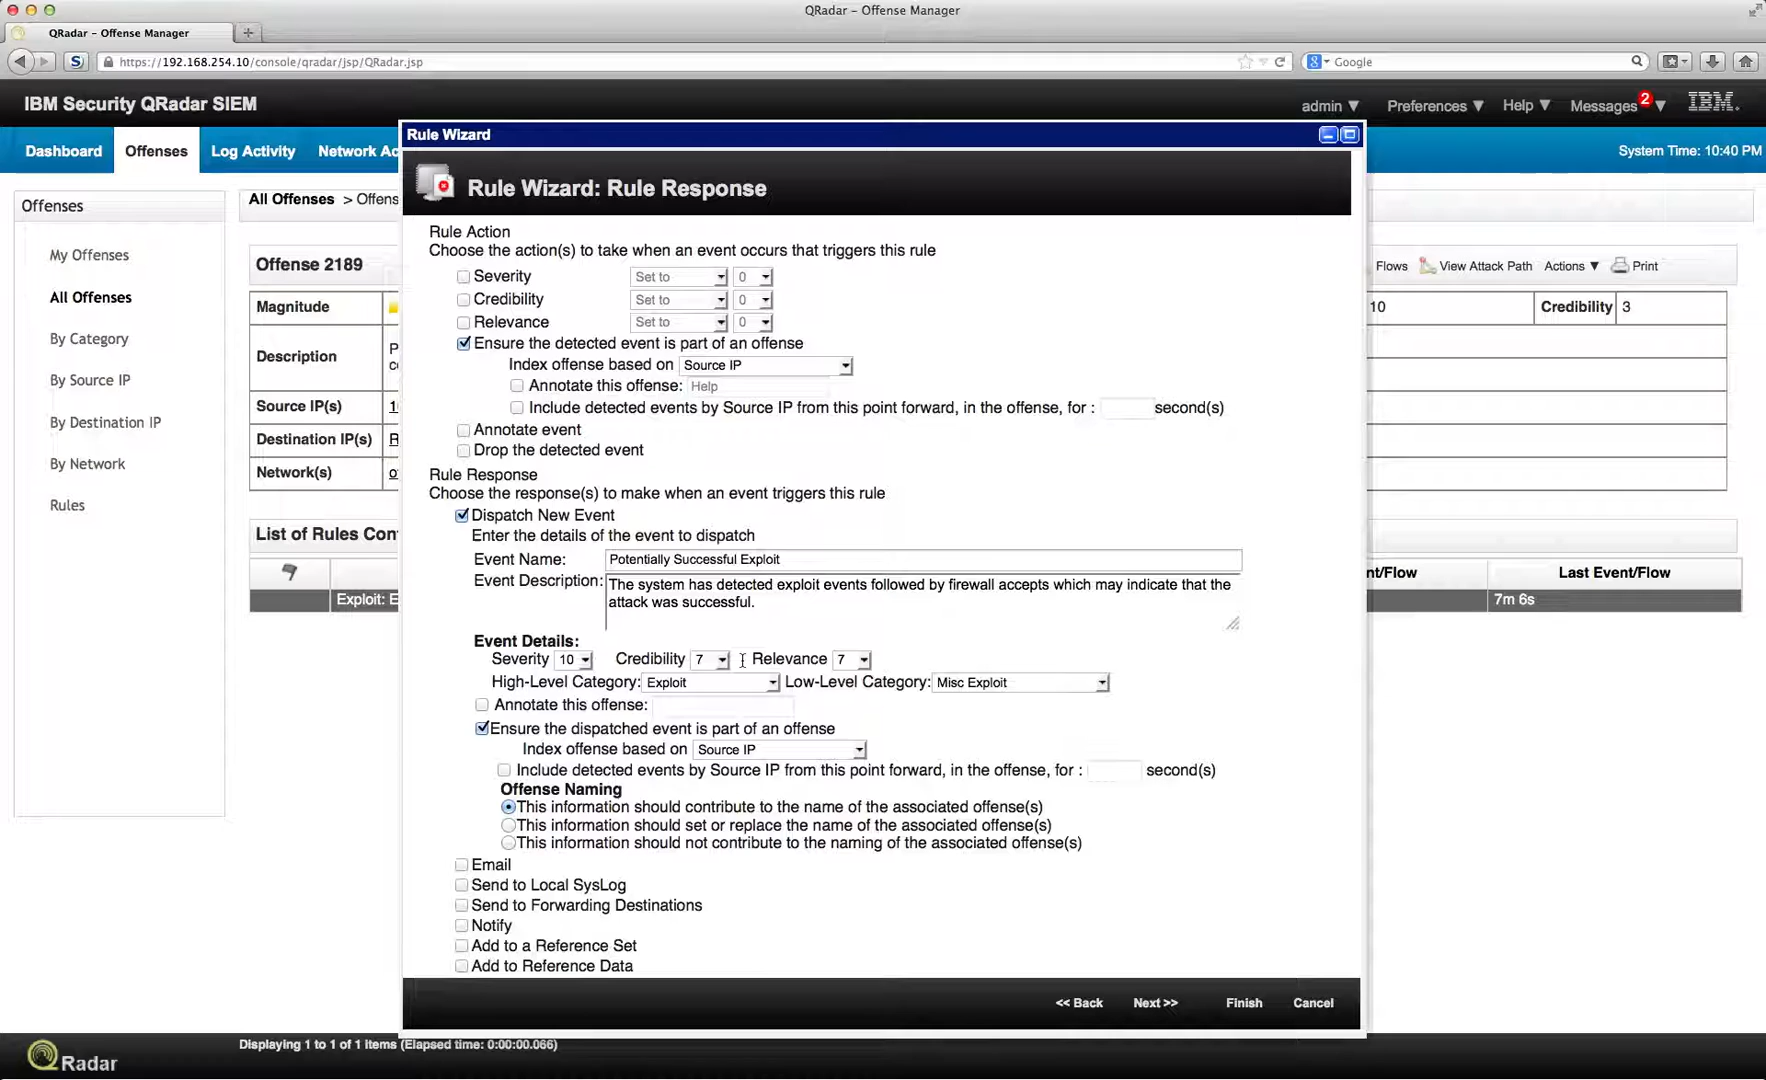 QRadar – Offense Manager
QRadar – Offense Manager
https://192.168.254.10/console/qradar/jsp/QRadar.jsp
Google
IBM Security QRadar SIEM
admin ▼ Preferences ▼ Help ▼ Messages 2 ▼ IBM.
Dashboard Offenses Log Activity Network Ac
System Time: 10:40 PM
Rule Wizard
Rule Wizard: Rule Response
Offenses
My Offenses
All Offenses
By Category
By Source IP
By Destination IP
By Network
Rules
All Offenses > Offens
Offense 2189
Flows View Attack Path Actions ▼ Print
Magnitude
10 Credibility 3
Description
Source IP(s)
Destination IP(s) R
Network(s)
List of Rules Con
nt/Flow Last Event/Flow
Exploit: E
7m 6s
Rule Action
Choose the action(s) to take when an event occurs that triggers this rule
Severity Set to 0
Credibility Set to 0
Relevance Set to 0
Ensure the detected event is part of an offense
Index offense based on Source IP
Annotate this offense: Help
Include detected events by Source IP from this point forward, in the offense, for : second(s)
Annotate event
Drop the detected event
Rule Response
Choose the response(s) to make when an event triggers this rule
Dispatch New Event
Enter the details of the event to dispatch
Event Name: Potentially Successful Exploit
Event Description: The system has detected exploit events followed by firewall accepts which may indicate that the
attack was successful.
Event Details:
Severity 10 Credibility 7 Relevance 7
High-Level Category: Exploit Low-Level Category: Misc Exploit
Annotate this offense:
Ensure the dispatched event is part of an offense
Index offense based on Source IP
Include detected events by Source IP from this point forward, in the offense, for : second(s)
Offense Naming
This information should contribute to the name of the associated offense(s)
This information should set or replace the name of the associated offense(s)
This information should not contribute to the naming of the associated offense(s)
Email
Send to Local SysLog
Send to Forwarding Destinations
Notify
Add to a Reference Set
Add to Reference Data
<< Back Next >> Finish Cancel
Displaying 1 to 1 of 1 items (Elapsed time: 0:00:00.066)
QRadar